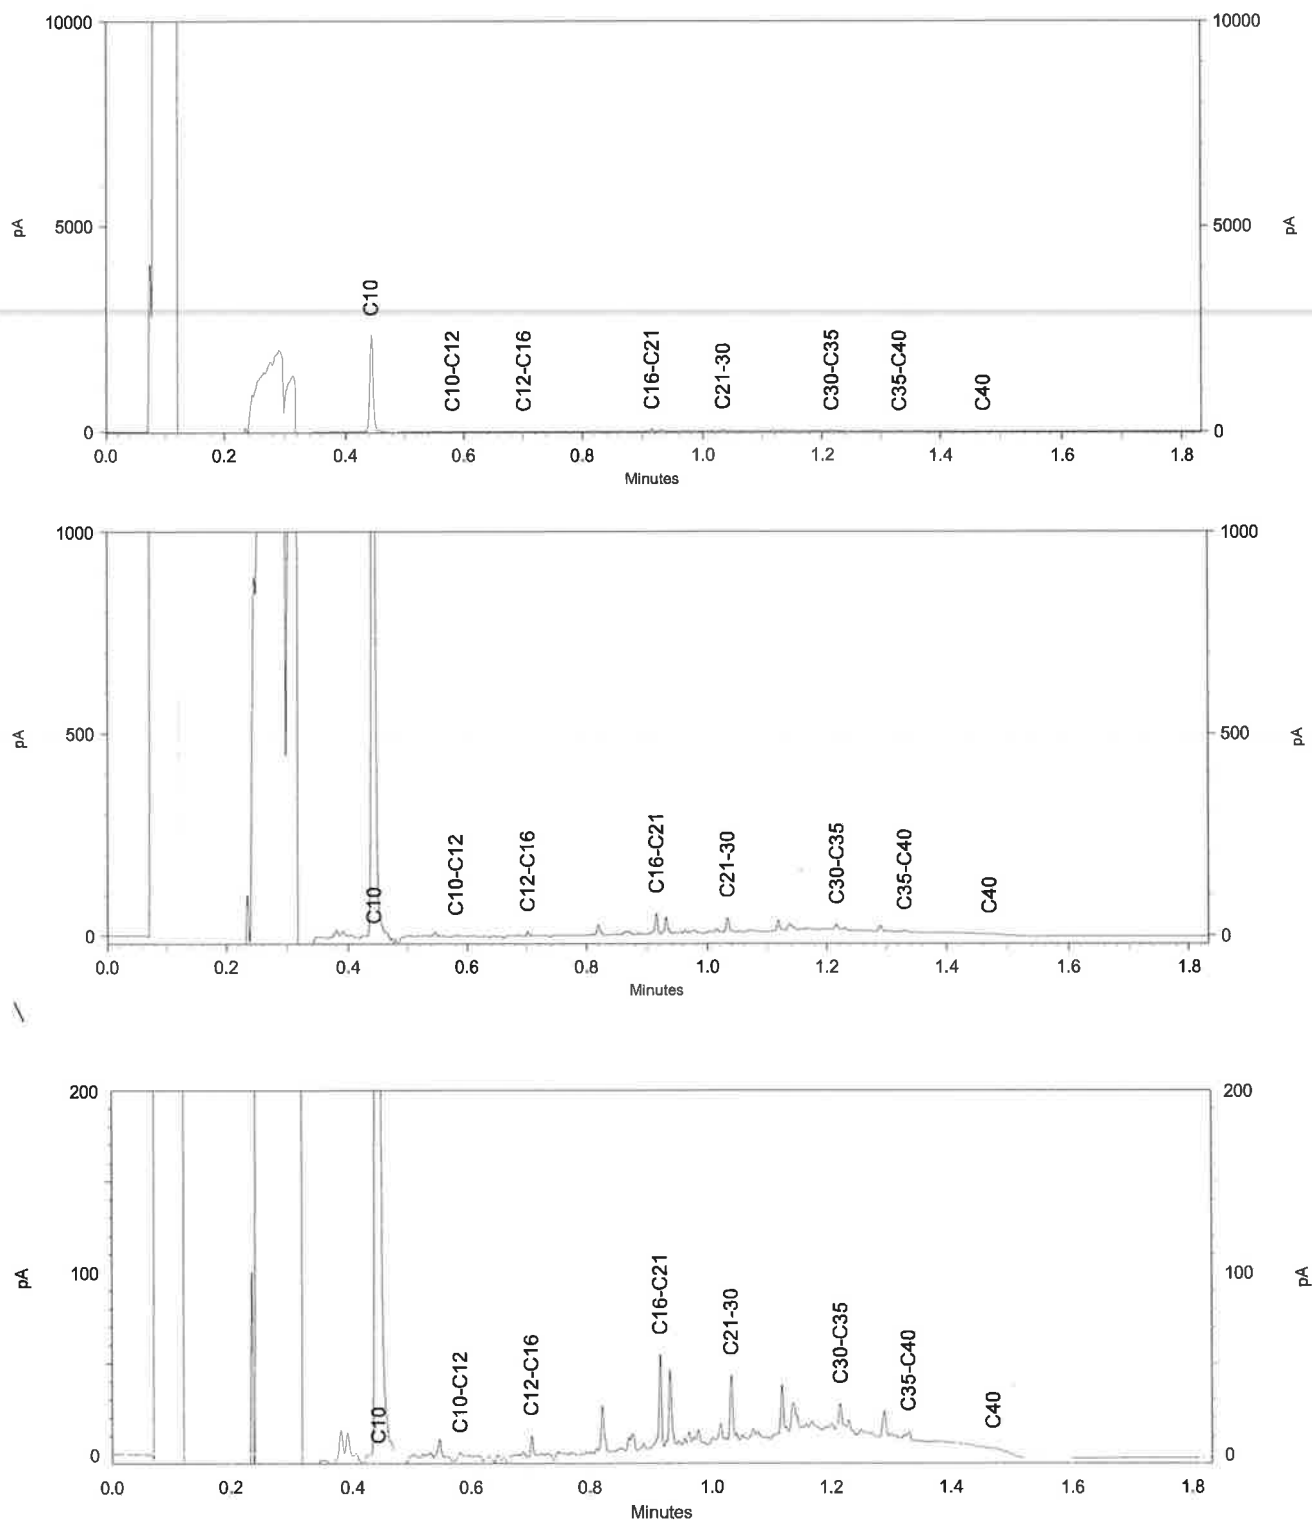 10000 10000
pA 5000 5000 pA
C10
C10-C12 C12-C16 C16-C21 C21-30 C30-C35 C35-C40 C40
0 0
0.0 0.2 0.4 0.6 0.8 1.0 1.2 1.4 1.6 1.8
Minutes
1000 1000
pA 500 500 pA
C10 C10-C12 C12-C16 C16-C21 C21-30 C30-C35 C35-C40 C40
0 0
0.0 0.2 0.4 0.6 0.8 1.0 1.2 1.4 1.6 1.8
Minutes
200 200
pA 100 100 pA
C10 C10-C12 C12-C16 C16-C21 C21-30 C30-C35 C35-C40 C40
0 0
0.0 0.2 0.4 0.6 0.8 1.0 1.2 1.4 1.6 1.8
Minutes